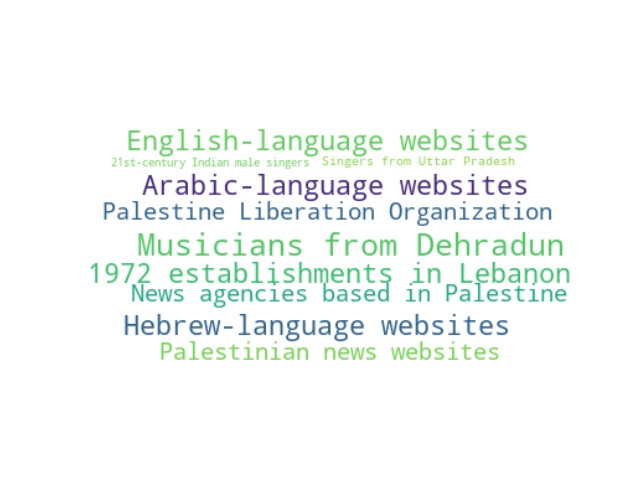 English-language websites
21st-century Indian male singers Singers from Uttar Pradesh
Arabic-language websites
Palestine Liberation Organization
Musicians from Dehradun
1972 establishments in Lebanon
News agencies based in Palestine
Hebrew-language websites
Palestinian news websites